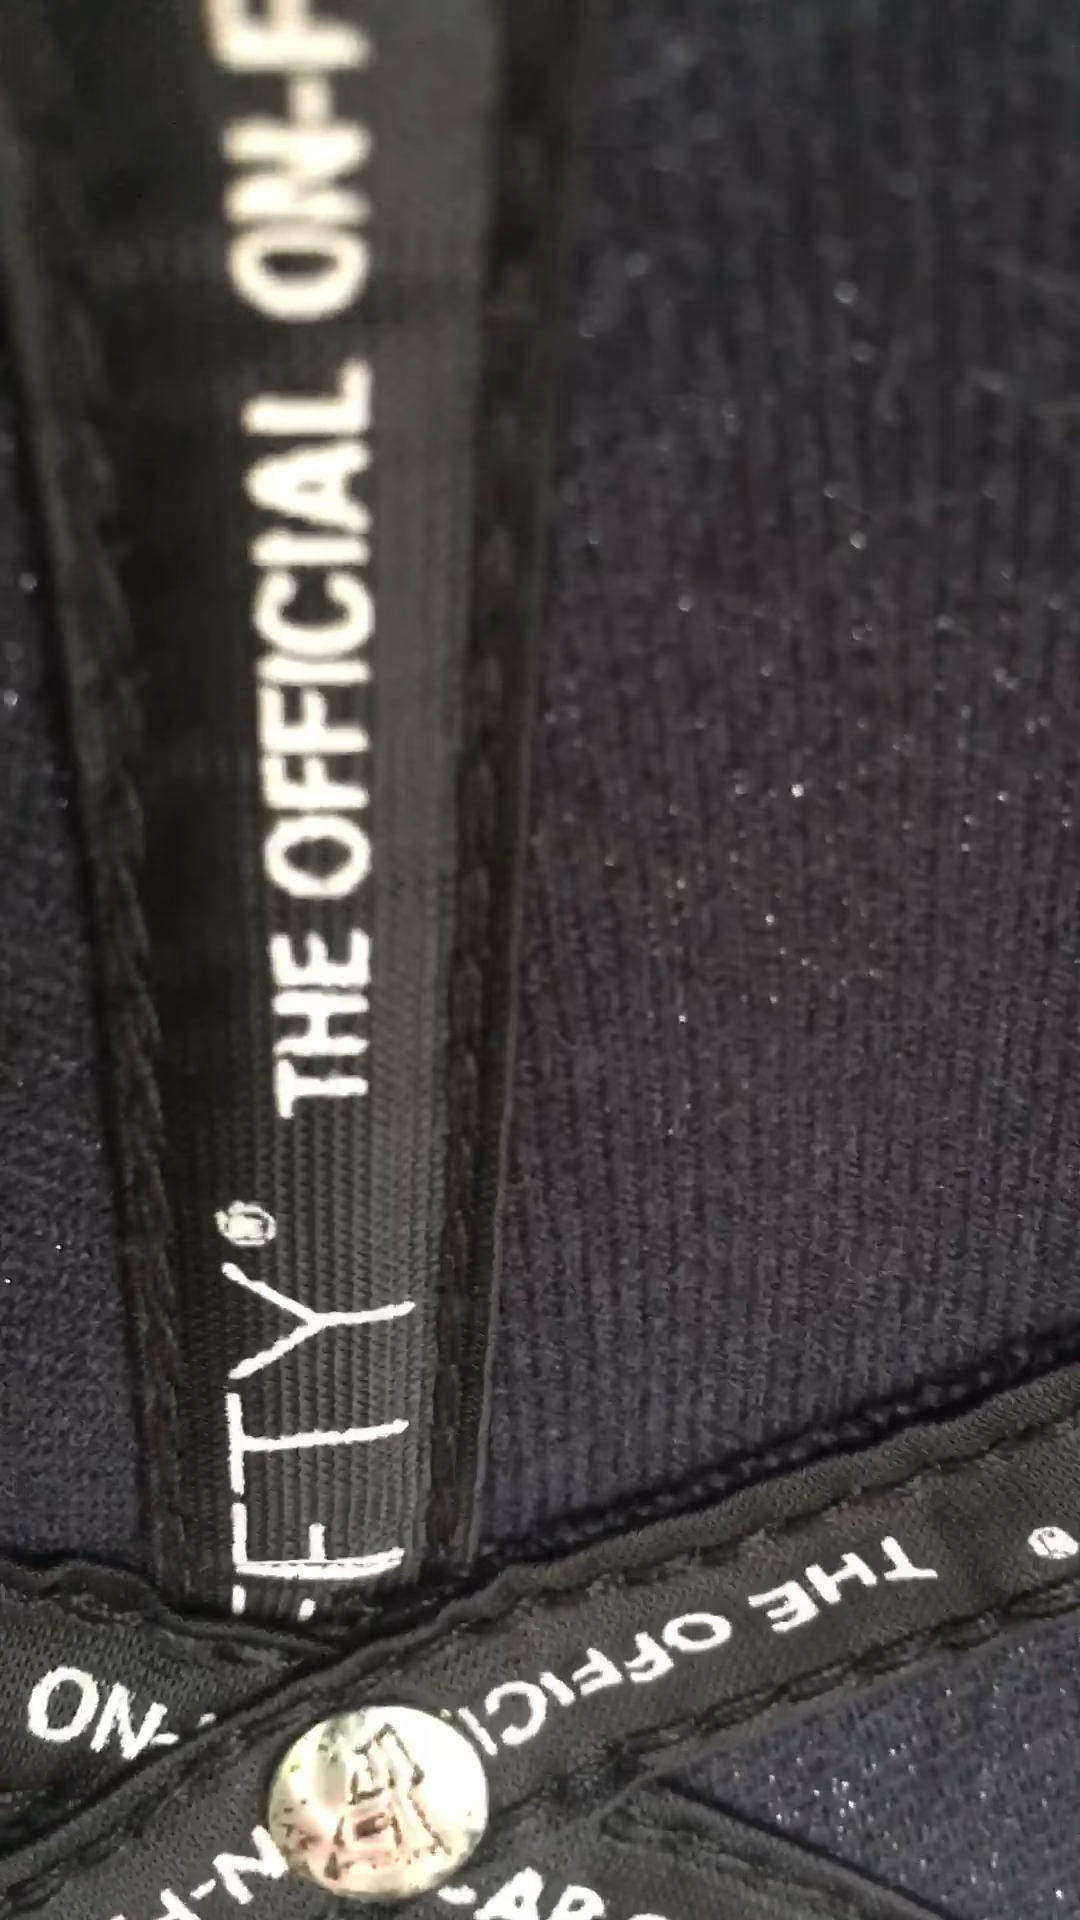 FTY®
THE OFFICIAL ON-F
THE OFFICI
ON-
N-F